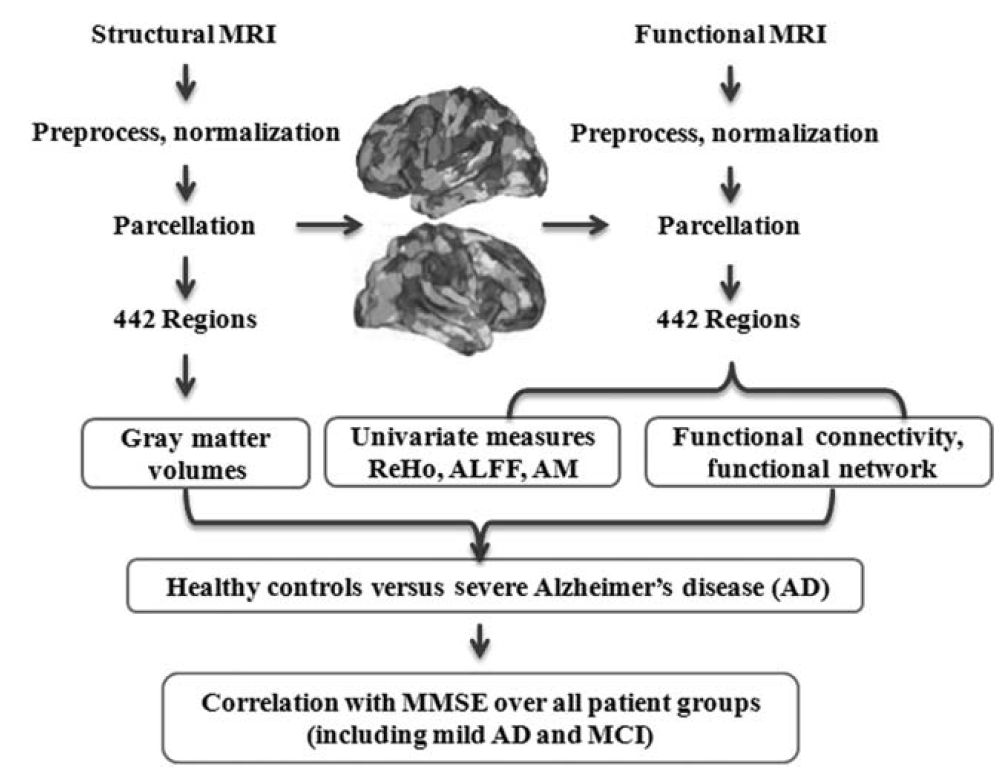 Structural MRI
Functional MRI
Preprocess, normalization
Preprocess, normalization
Parcellation
Parcellation
442 Regions
442 Regions
Gray matter
volumes
Univariate measures
ReHo, ALFF, AM
Functional connectivity,
functional network
Healthy controls versus severe Alzheimer’s disease (AD)
Correlation with MMSE over all patient groups
(including mild AD and MCI)